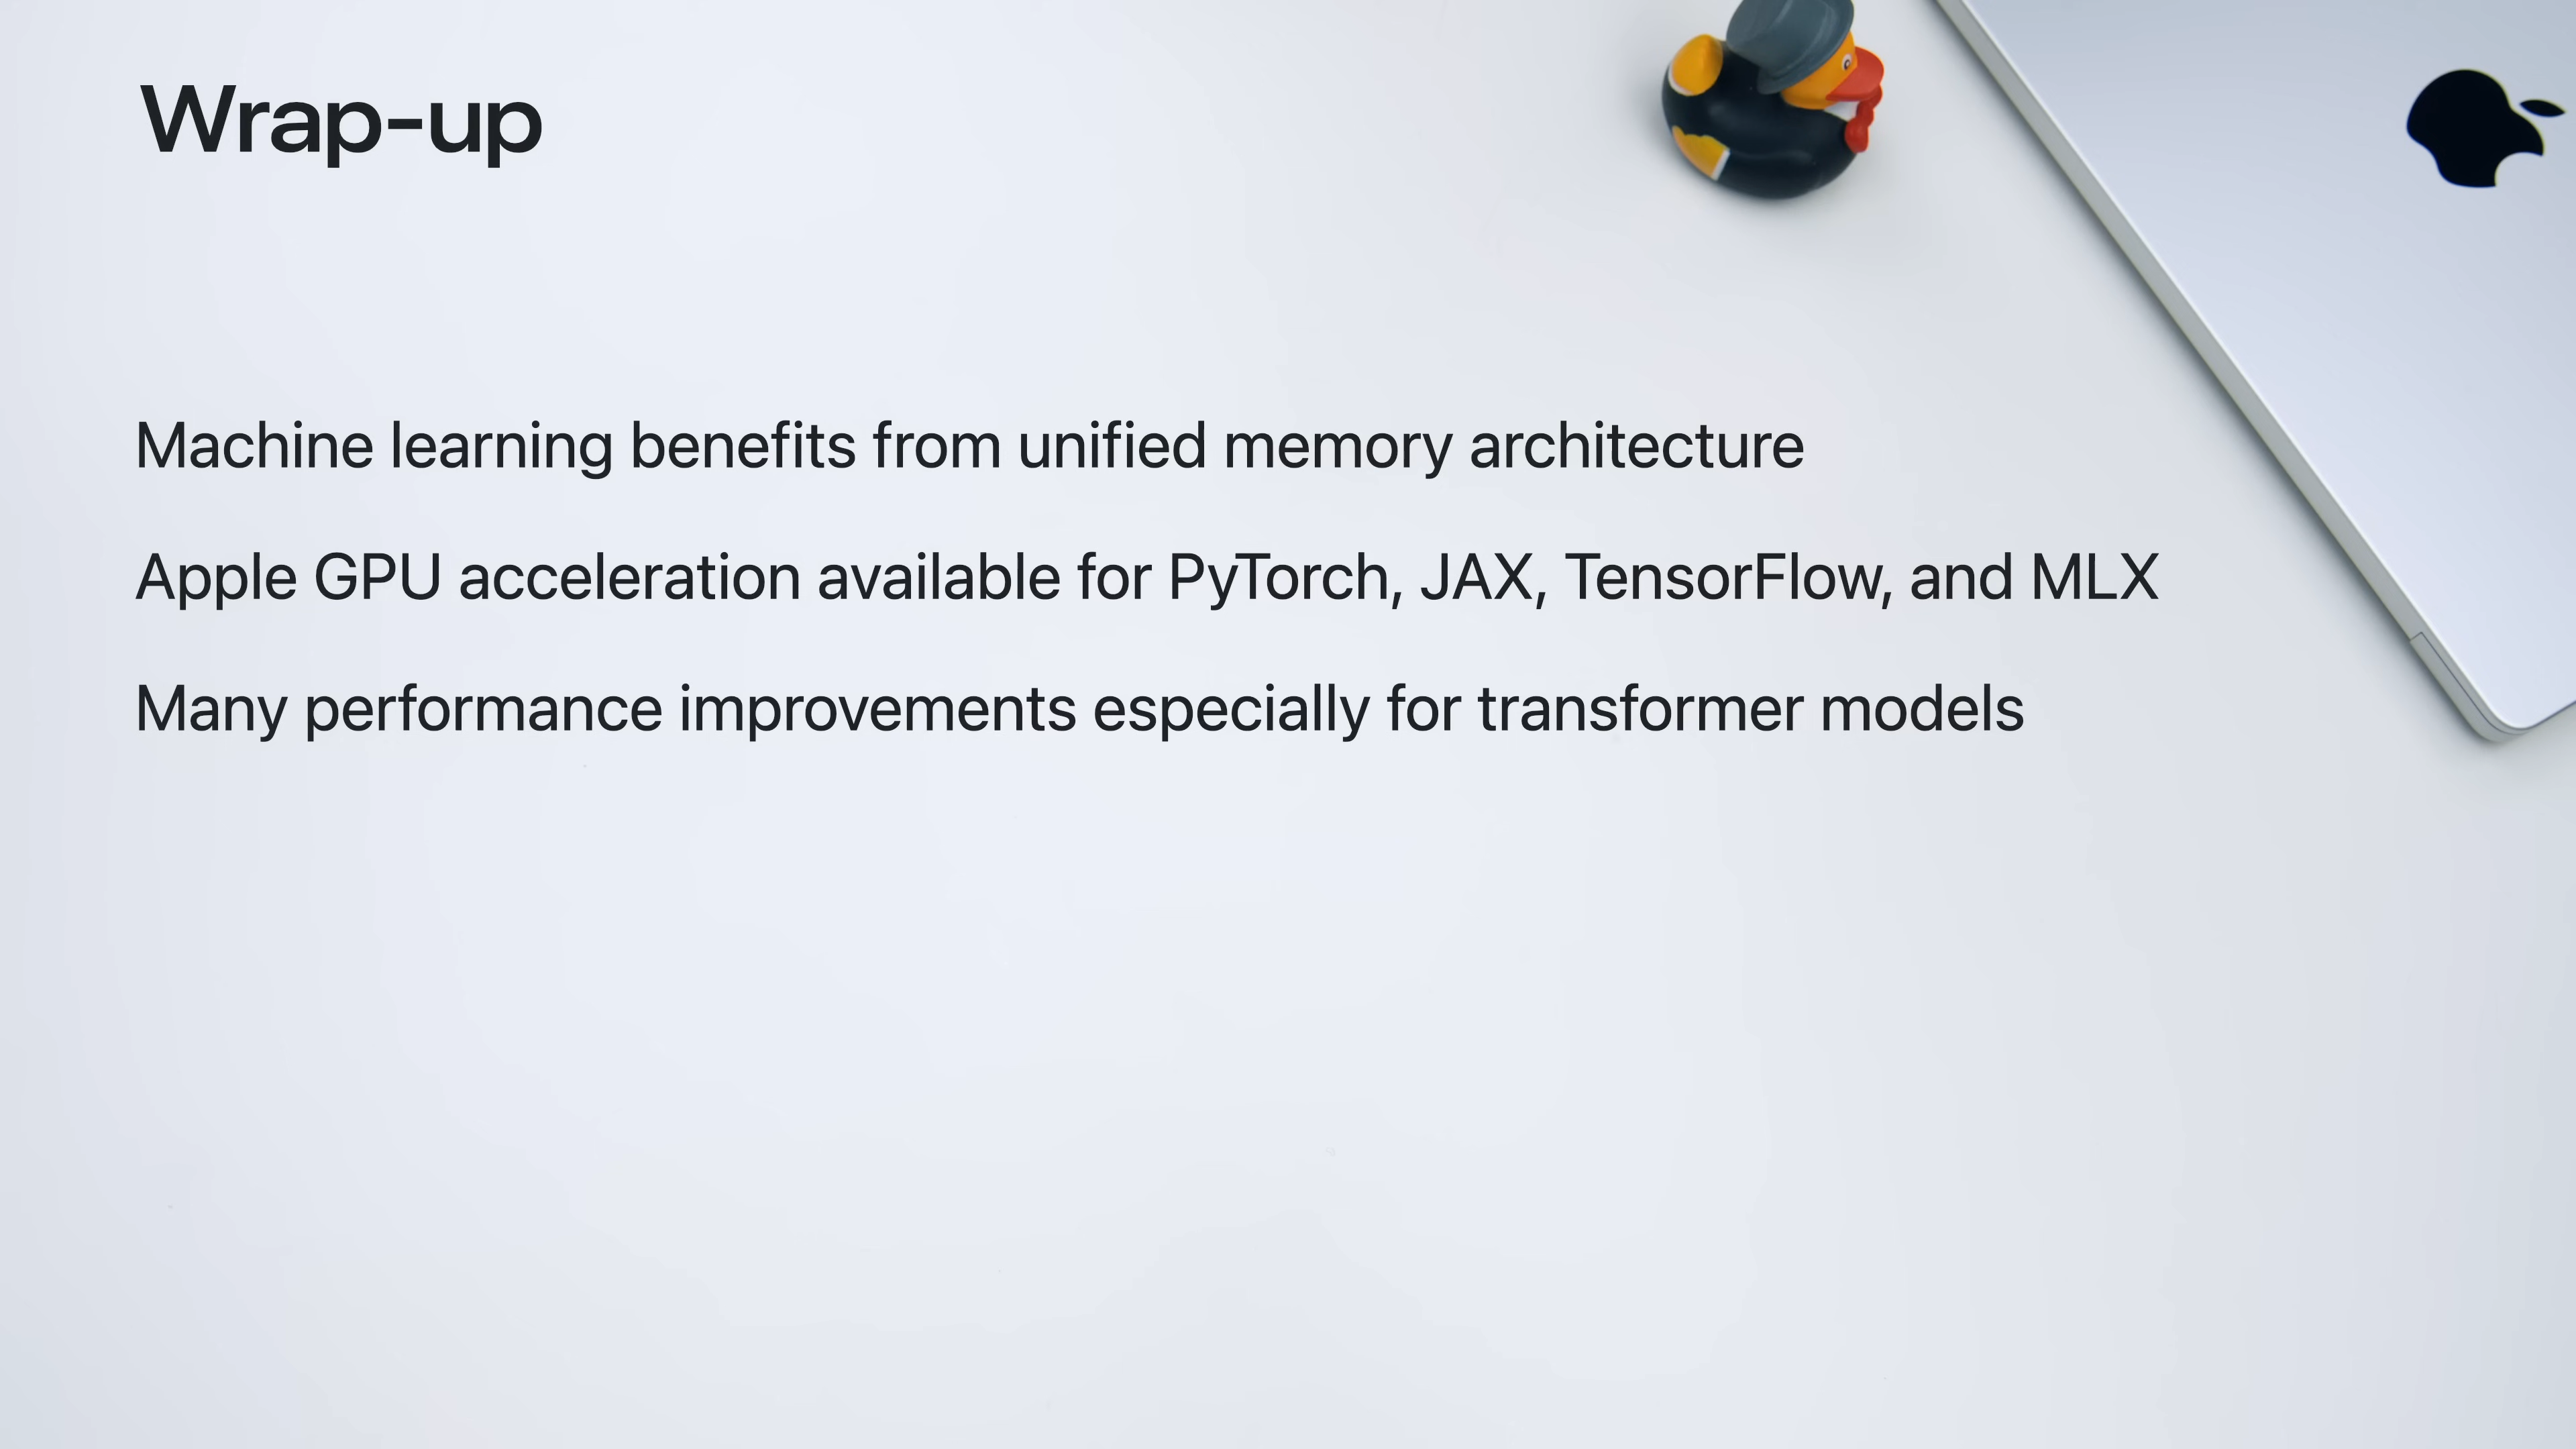 Wrap-up
Machine learning benefits from unified memory architecture
Apple GPU acceleration available for PyTorch, JAX, TensorFlow, and MLX
Many performance improvements especially for transformer models